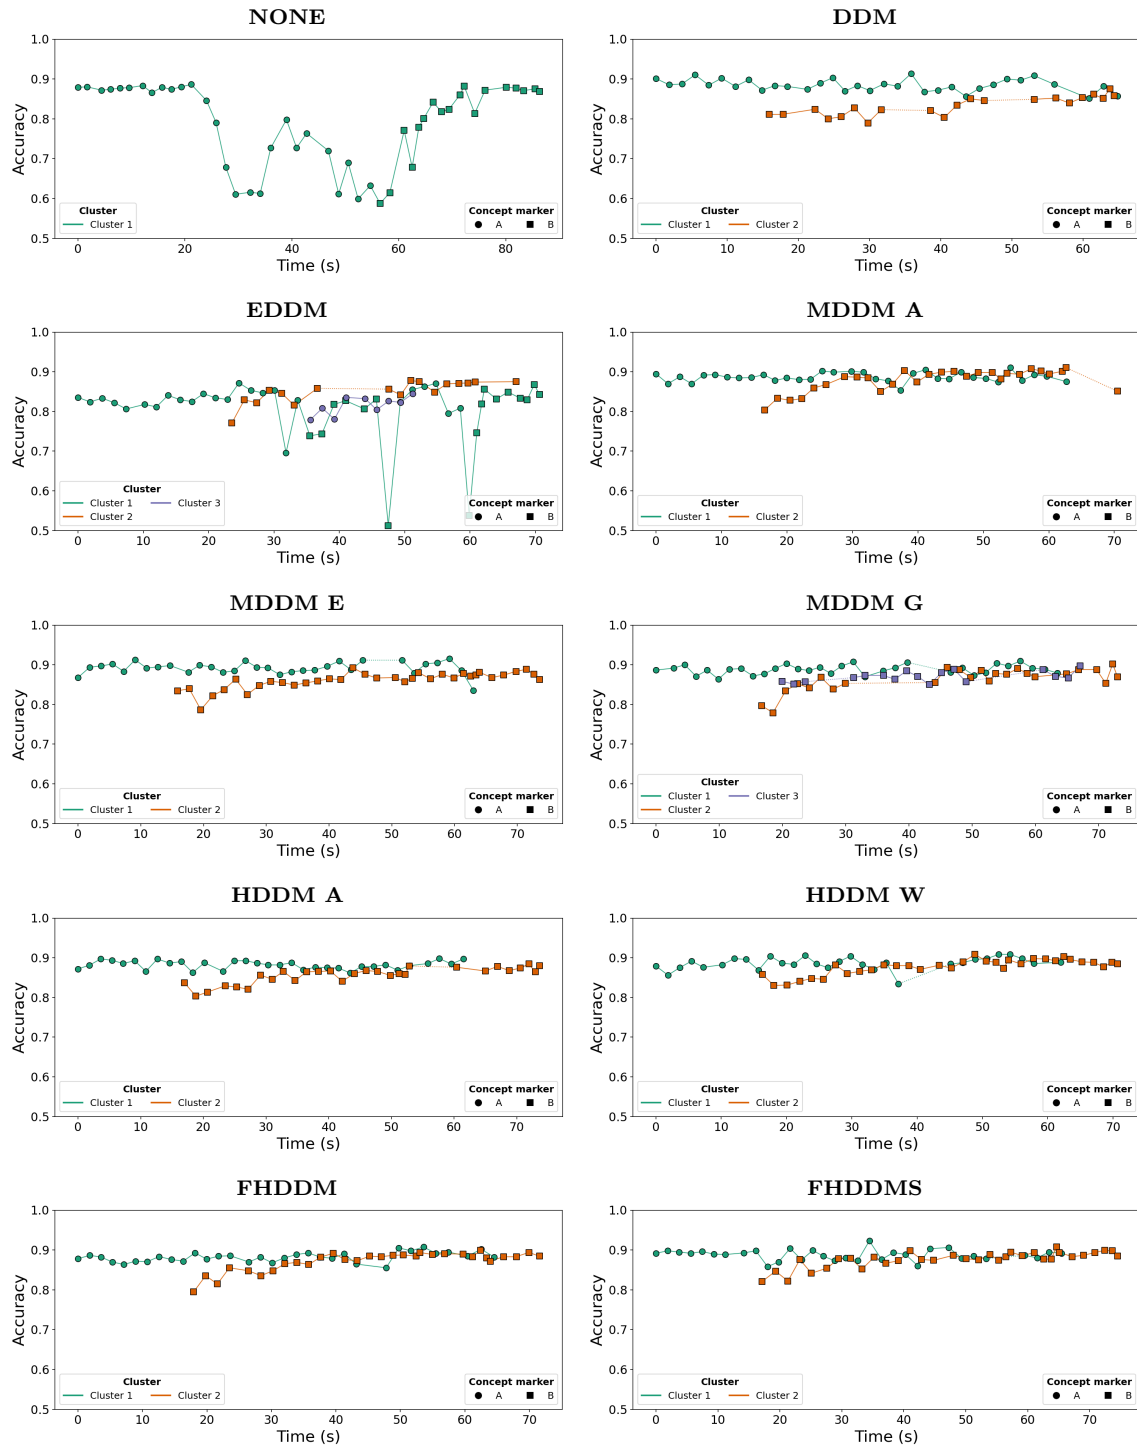 NONE
1.0
0.9
0.8
0.7
0.6
0.5
Accuracy
Cluster
Cluster 1
Concept marker
A B
0 20 40 60 80
Time (s)
DDM
1.0
0.9
0.8
0.7
0.6
0.5
Accuracy
Cluster
Cluster 1 Cluster 2
Concept marker
A B
0 10 20 30 40 50 60
Time (s)
EDDM
1.0
0.9
0.8
0.7
0.6
0.5
Accuracy
Cluster
Cluster 1 Cluster 3
Cluster 2
Concept marker
A B
0 10 20 30 40 50 60 70
Time (s)
MDDM A
1.0
0.9
0.8
0.7
0.6
0.5
Accuracy
Cluster
Cluster 1 Cluster 2
Concept marker
A B
0 10 20 30 40 50 60 70
Time (s)
MDDM E
1.0
0.9
0.8
0.7
0.6
0.5
Accuracy
Cluster
Cluster 1 Cluster 2
Concept marker
A B
0 10 20 30 40 50 60 70
Time (s)
MDDM G
1.0
0.9
0.8
0.7
0.6
0.5
Accuracy
Cluster
Cluster 1 Cluster 3
Cluster 2
Concept marker
A B
0 10 20 30 40 50 60 70
Time (s)
HDDM A
1.0
0.9
0.8
0.7
0.6
0.5
Accuracy
Cluster
Cluster 1 Cluster 2
Concept marker
A B
0 10 20 30 40 50 60 70
Time (s)
HDDM W
1.0
0.9
0.8
0.7
0.6
0.5
Accuracy
Cluster
Cluster 1 Cluster 2
Concept marker
A B
0 10 20 30 40 50 60 70
Time (s)
FHDDM
1.0
0.9
0.8
0.7
0.6
0.5
Accuracy
Cluster
Cluster 1 Cluster 2
Concept marker
A B
0 10 20 30 40 50 60 70
Time (s)
FHDDMS
1.0
0.9
0.8
0.7
0.6
0.5
Accuracy
Cluster
Cluster 1 Cluster 2
Concept marker
A B
0 10 20 30 40 50 60 70
Time (s)